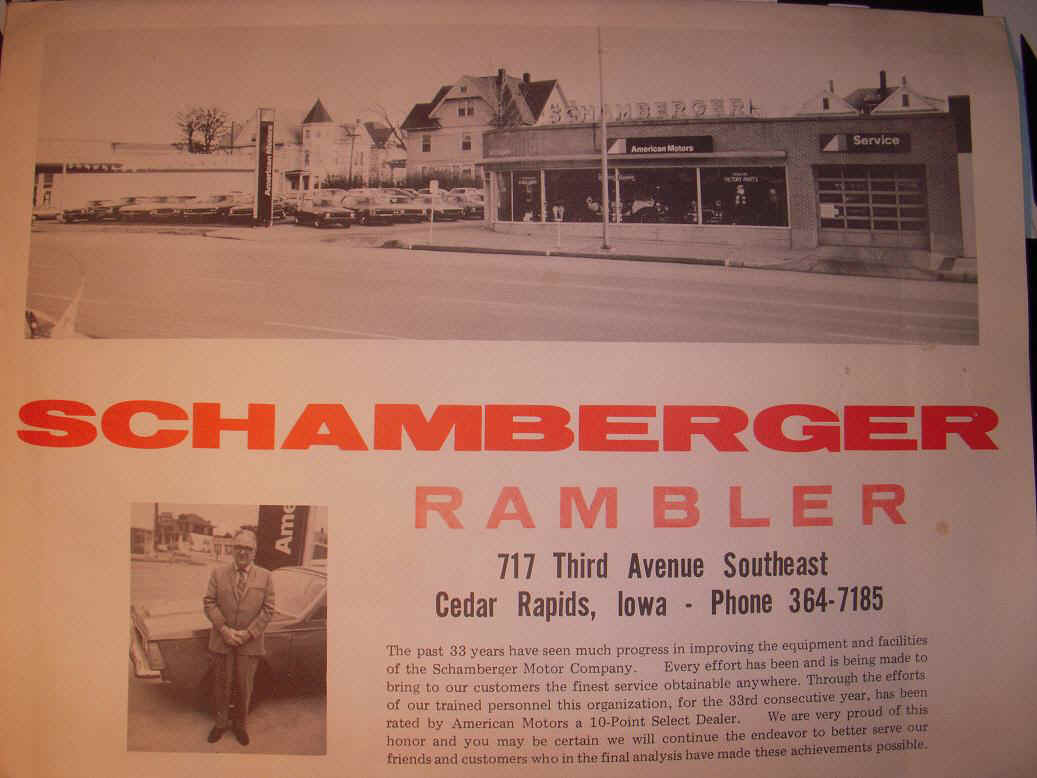 SCHAMBERGER
American Motors
Service
American Motors
VICTORY PARTY
SCHAMBERGER
RAMBLER
717 Third Avenue Southeast
Cedar Rapids, Iowa - Phone 364-7185
Ame
The past 33 years have seen much progress in improving the equipment and facilities
of the Schamberger Motor Company. Every effort has been and is being made to
bring to our customers the finest service obtainable anywhere. Through the efforts
of our trained personnel this organization, for the 33rd consecutive year, has been
rated by American Motors a 10-Point Select Dealer. We are very proud of this
honor and you may be certain we will continue the endeavor to better serve our
friends and customers who in the final analysis have made these achievements possible.